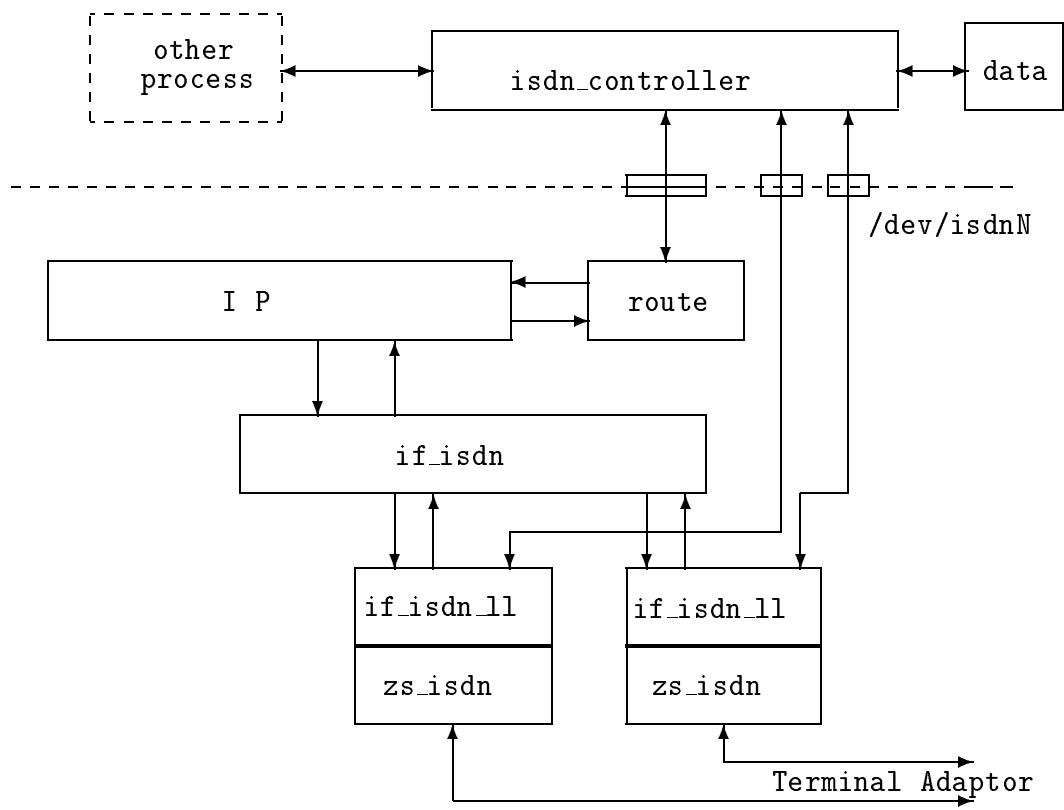 other
process
isdn_controller
data
/dev/isdnN
I P
route
if_isdn
if_isdn_ll
if_isdn_ll
zs_isdn
zs_isdn
Terminal Adaptor